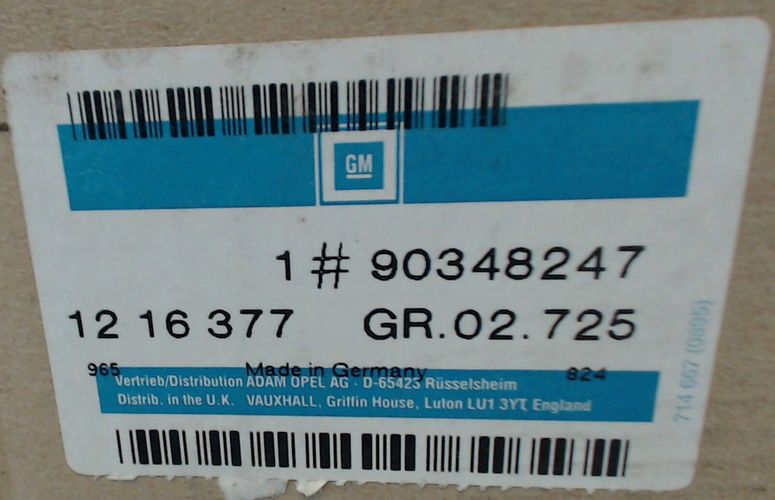 GM
1 # 90348247
12 16 377 GR.02.725
965 Made in Germany 824
Vertrieb/Distribution ADAM OPEL AG · D-65423 Rüsselsheim
Distrib. in the U.K. VAUXHALL, Griffin House, Luton LU1 3YT, England
714 667 (0895)